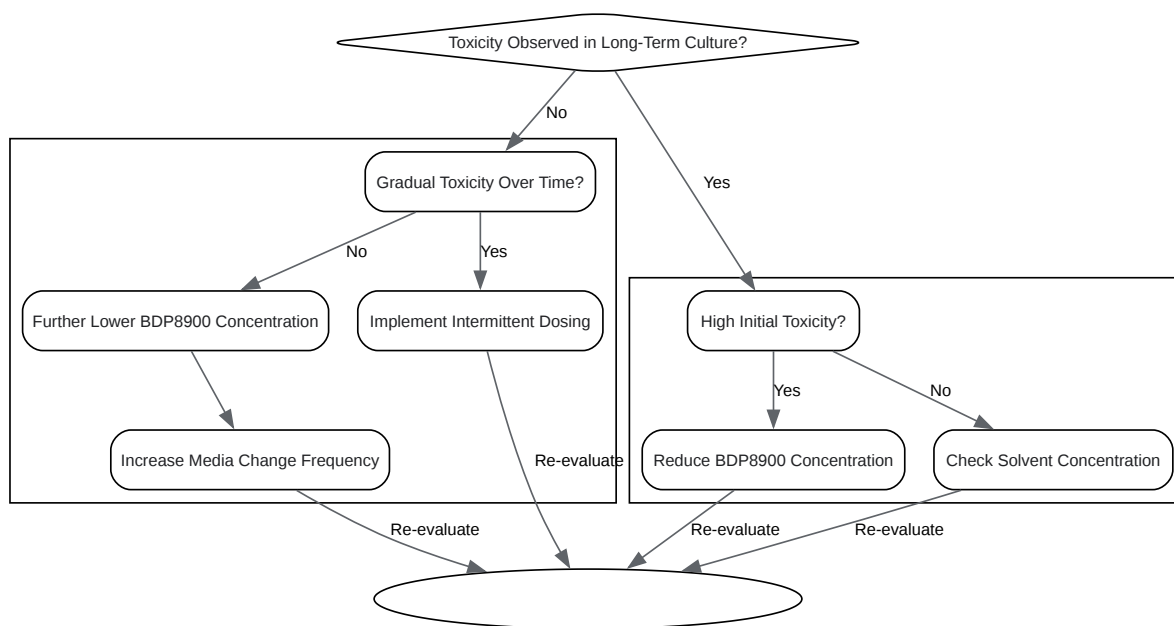 Toxicity Observed in Long-Term Culture?
No
Yes
Gradual Toxicity Over Time?
No
Yes
Further Lower BDP8900 Concentration
Implement Intermittent Dosing
High Initial Toxicity?
Yes
No
Increase Media Change Frequency
Re-evaluate
Reduce BDP8900 Concentration
Check Solvent Concentration
Re-evaluate
Re-evaluate
Re-evaluate